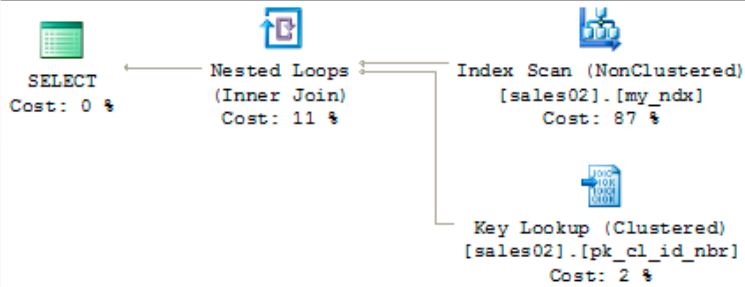 SELECT
Cost: 0 %
Nested Loops
(Inner Join)
Cost: 11 %
Index Scan (NonClustered)
[sales02].[my_ndx]
Cost: 87 %
Key Lookup (Clustered)
[sales02].[pk_cl_id_nbr]
Cost: 2 %